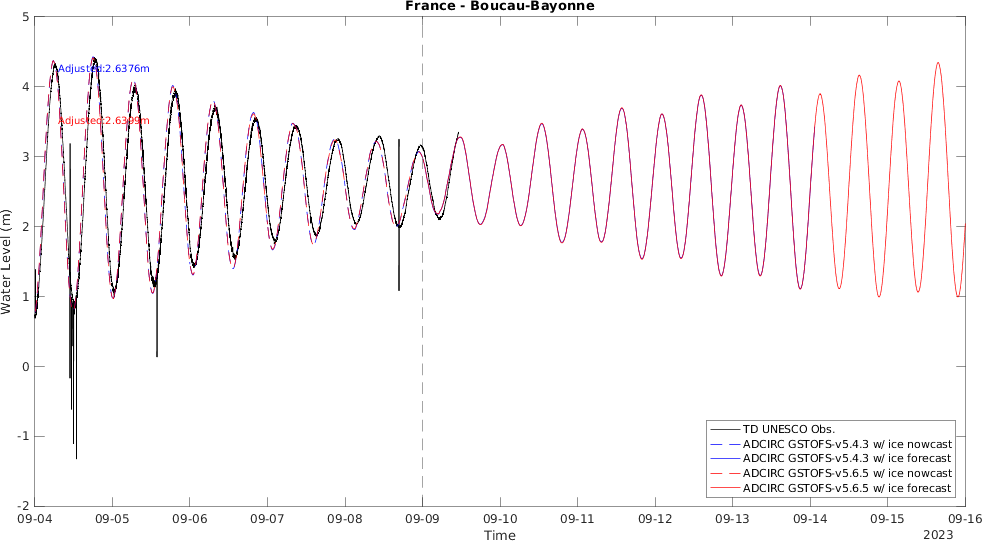 France - Boucau-Bayonne
5
4
3
2
1
0
-1
-2
Water Level (m)
Adjusted:2.6376m
Adjusted:2.6399m
TD UNESCO Obs.
ADCIRC GSTOFS-v5.4.3 w/ ice nowcast
ADCIRC GSTOFS-v5.4.3 w/ ice forecast
ADCIRC GSTOFS-v5.6.5 w/ ice nowcast
ADCIRC GSTOFS-v5.6.5 w/ ice forecast
09-04 09-05 09-06 09-07 09-08 09-09 09-10 09-11 09-12 09-13 09-14 09-15 09-16
Time
2023